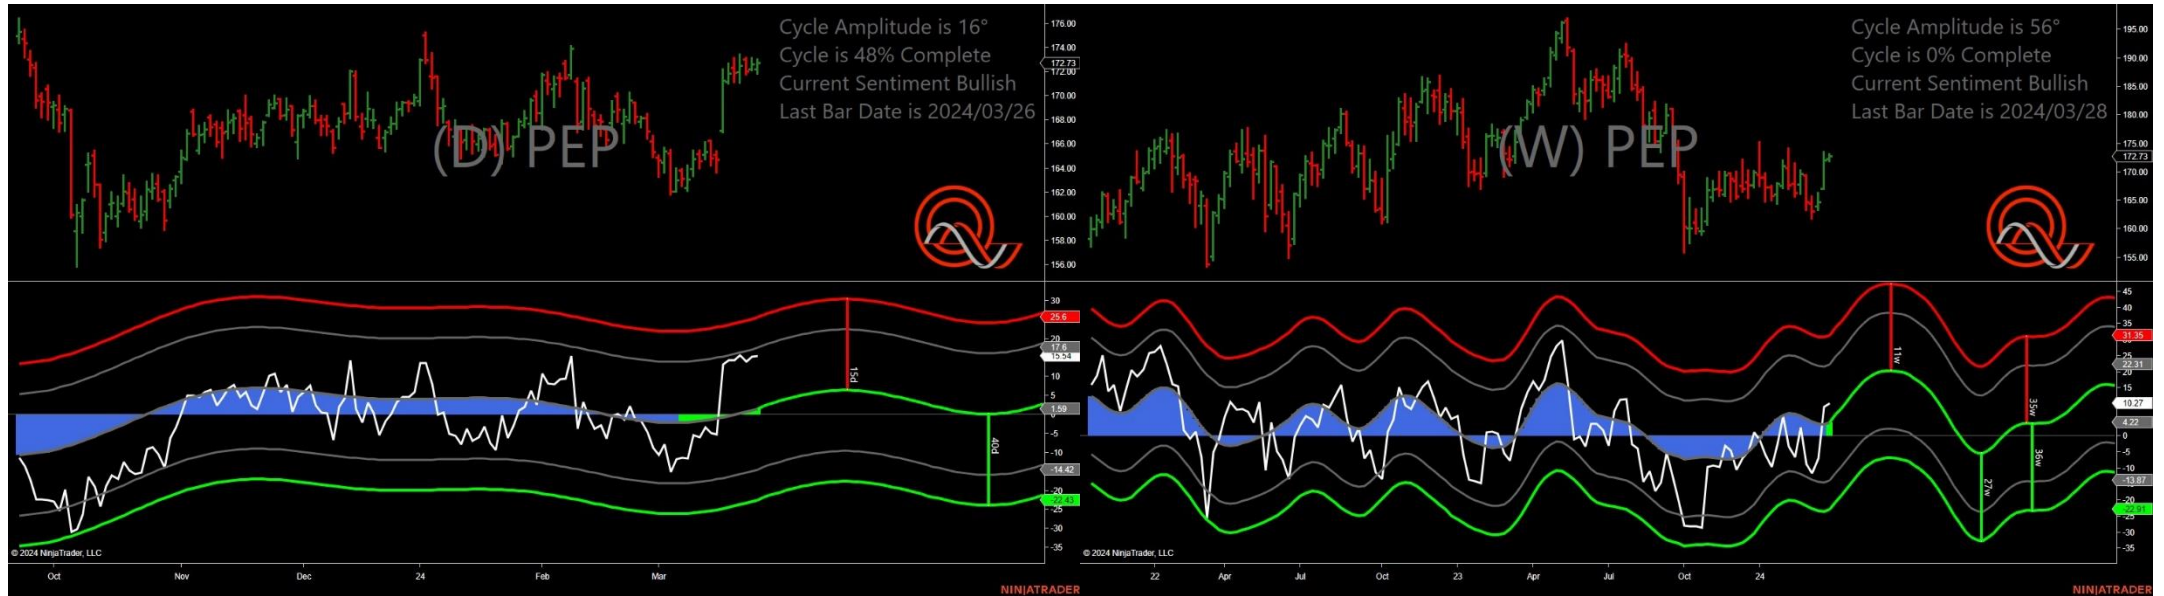 Cycle Amplitude is 16°
Cycle is 48% Complete
Current Sentiment Bullish
Last Bar Date is 2024/03/26
(D) PEP
176.00
174.00
172.73
172.00
170.00
168.00
166.00
164.00
162.00
160.00
158.00
156.00
30
25.6
20
17.6
15.54
10
5
1.59
0
-5
-10
-14.42
-20
-22.43
-25
-30
-35
15d
40d
© 2024 NinjaTrader, LLC
Oct
Nov
Dec
24
Feb
Mar
NINJATRADER
Cycle Amplitude is 56°
Cycle is 0% Complete
Current Sentiment Bullish
Last Bar Date is 2024/03/28
(W) PEP
195.00
190.00
185.00
180.00
175.00
172.73
170.00
165.00
160.00
155.00
45
40
35
31.35
25
22.31
20
15
10.27
5
4.22
0
-5
-10
-13.87
-20
-22.91
-25
-30
-35
11w
27w
35w
36w
© 2024 NinjaTrader, LLC
22
Apr
Jul
Oct
23
Apr
Jul
Oct
24
NINJATRADER